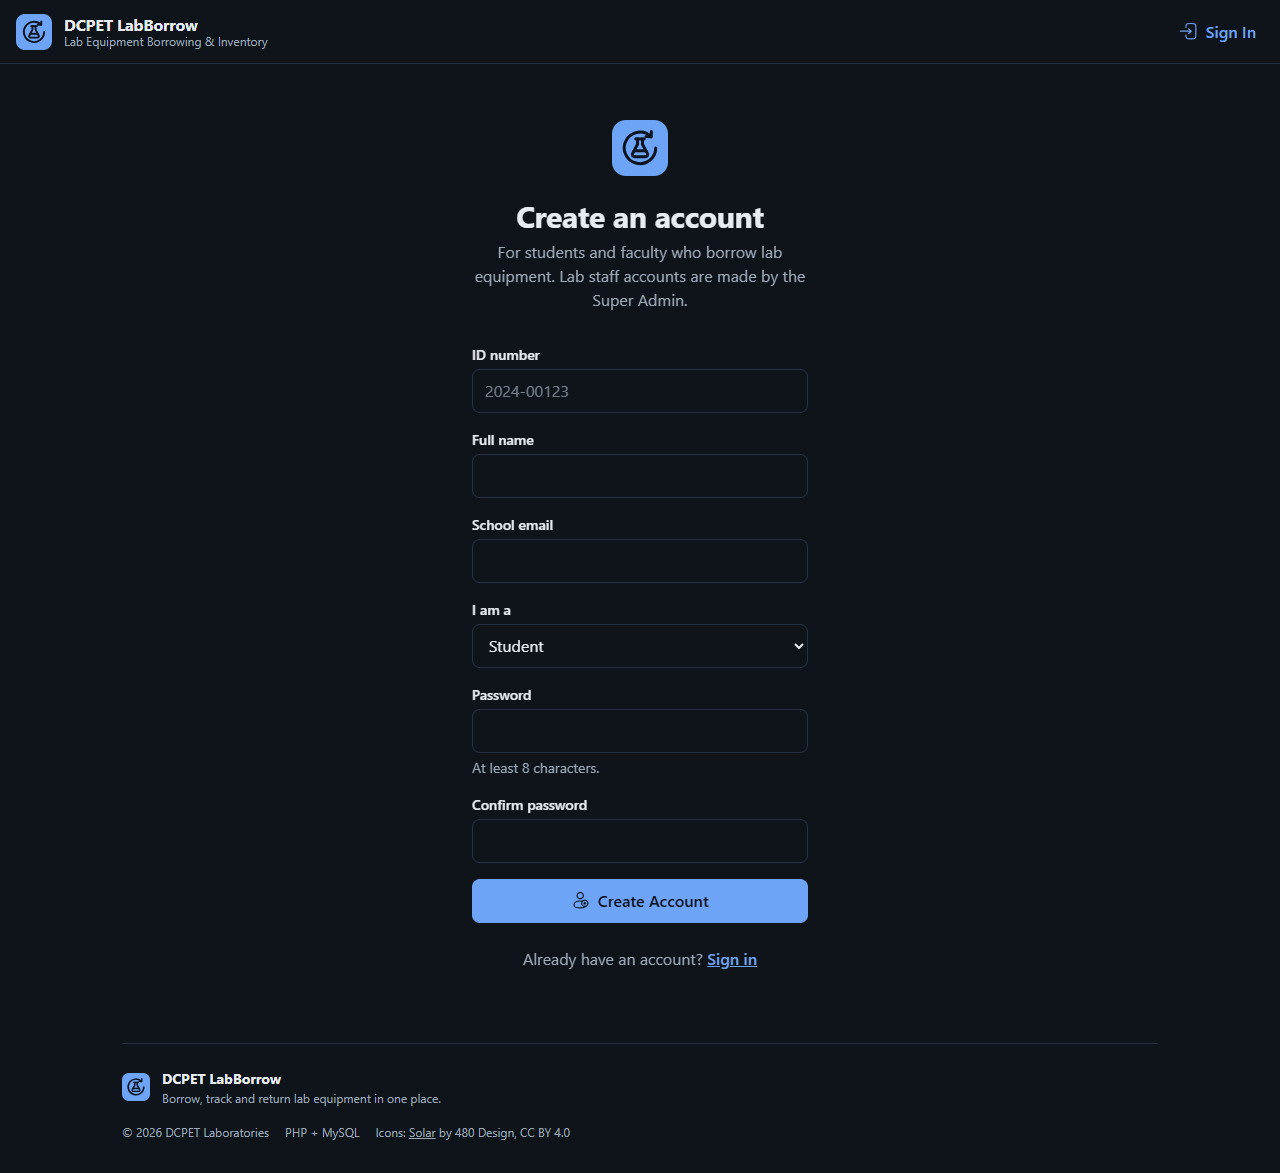 DCPET LabBorrow
Lab Equipment Borrowing & Inventory
Sign In
Create an account
For students and faculty who borrow lab
equipment. Lab staff accounts are made by the
Super Admin.
ID number
2024-00123
Full name
School email
I am a
Student
Password
At least 8 characters.
Confirm password
Create Account
Already have an account? Sign in
DCPET LabBorrow
Borrow, track and return lab equipment in one place.
© 2026 DCPET Laboratories PHP + MySQL Icons: Solar by 480 Design, CC BY 4.0